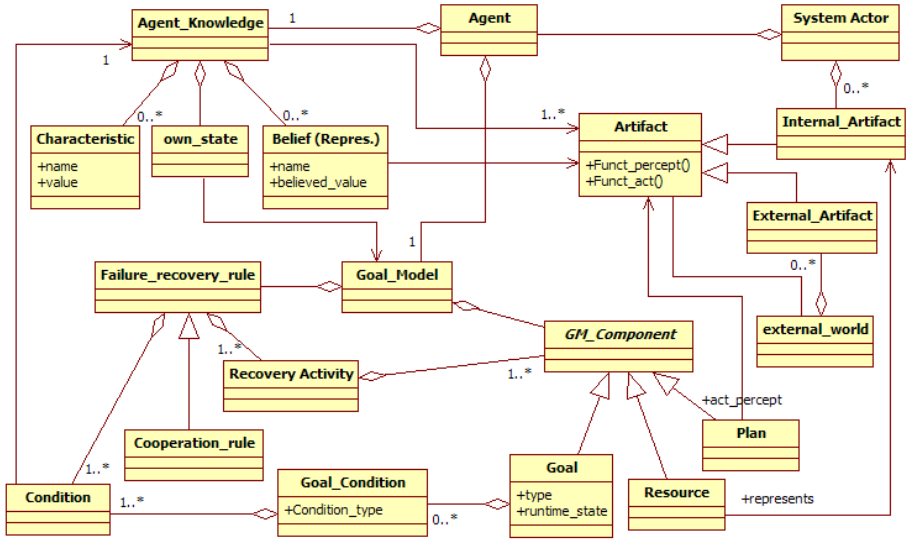 Agent_Knowledge
1
Agent
System Actor
1
0..*
0..*
0..*
1..*
Characteristic
+name
+value
own_state
Belief (Repres.)
+name
+believed_value
Artifact
+Funct_percept()
+Funct_act()
Internal_Artifact
External_Artifact
1
0..*
Failure_recovery_rule
Goal_Model
GM_Component
external_world
1..*
Recovery Activity
1..*
+act_percept
Plan
Cooperation_rule
1..*
Condition
1..*
Goal_Condition
+Condition_type
0..*
Goal
+type
+runtime_state
Resource
+represents